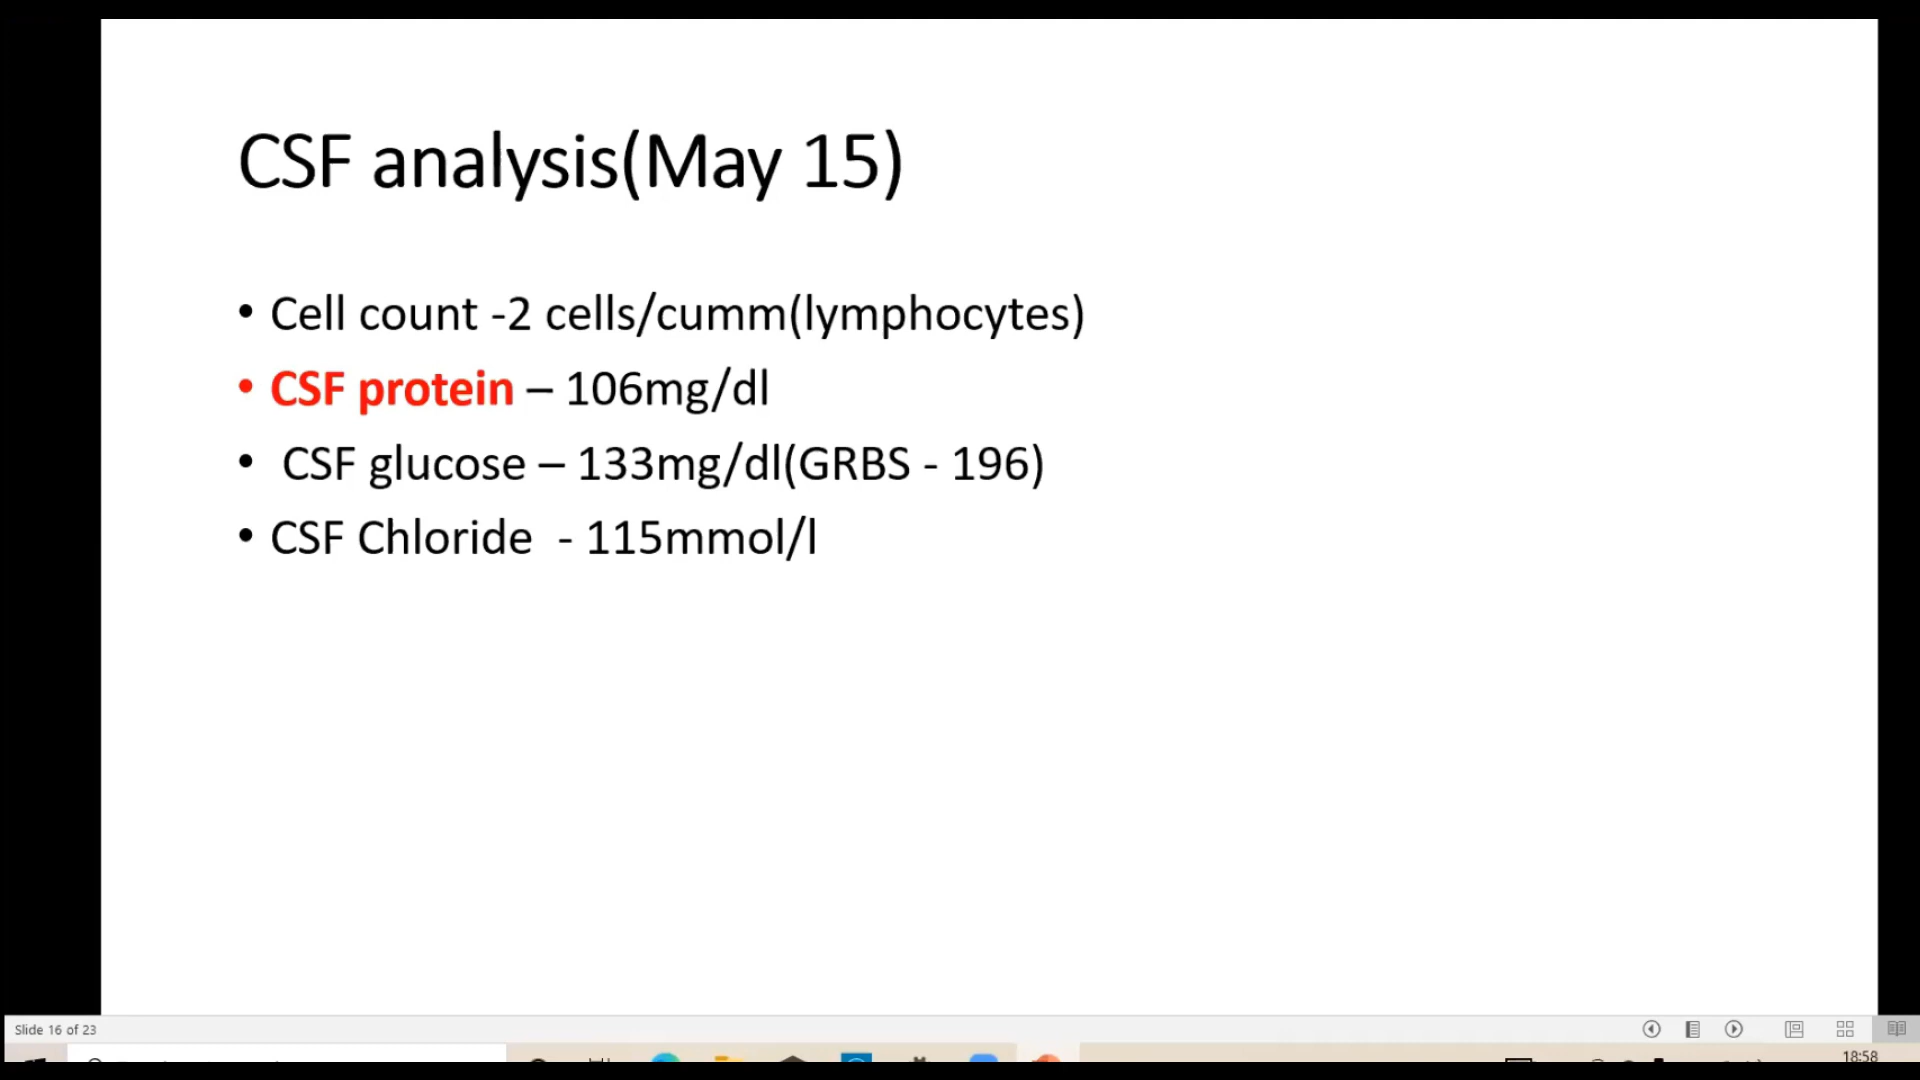 CSF analysis(May 15)
• Cell count -2 cells/cumm(lymphocytes)
• CSF protein – 106mg/dl
• CSF glucose – 133mg/dl(GRBS - 196)
• CSF Chloride - 115mmol/l
Slide 16 of 23
18:58